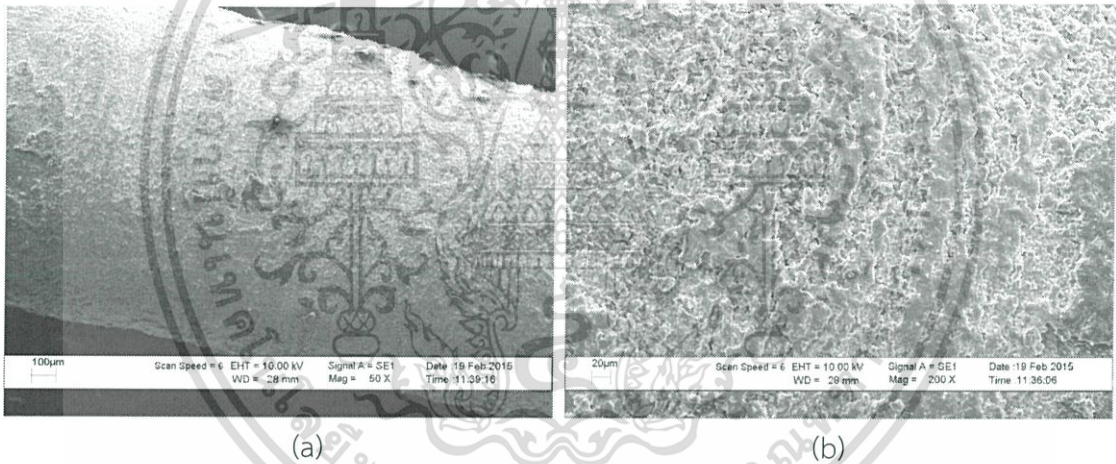 100µm
Scan Speed = 6 EHT = 10.00 kV Signal A = SE1 Date :19 Feb 2015
WD = 28 mm Mag = 50 X Time :11:39:16
20µm
Scan Speed = 6 EHT = 10.00 kV Signal A = SE1 Date :19 Feb 2015
WD = 29 mm Mag = 200 X Time :11:36:06
(a)
(b)